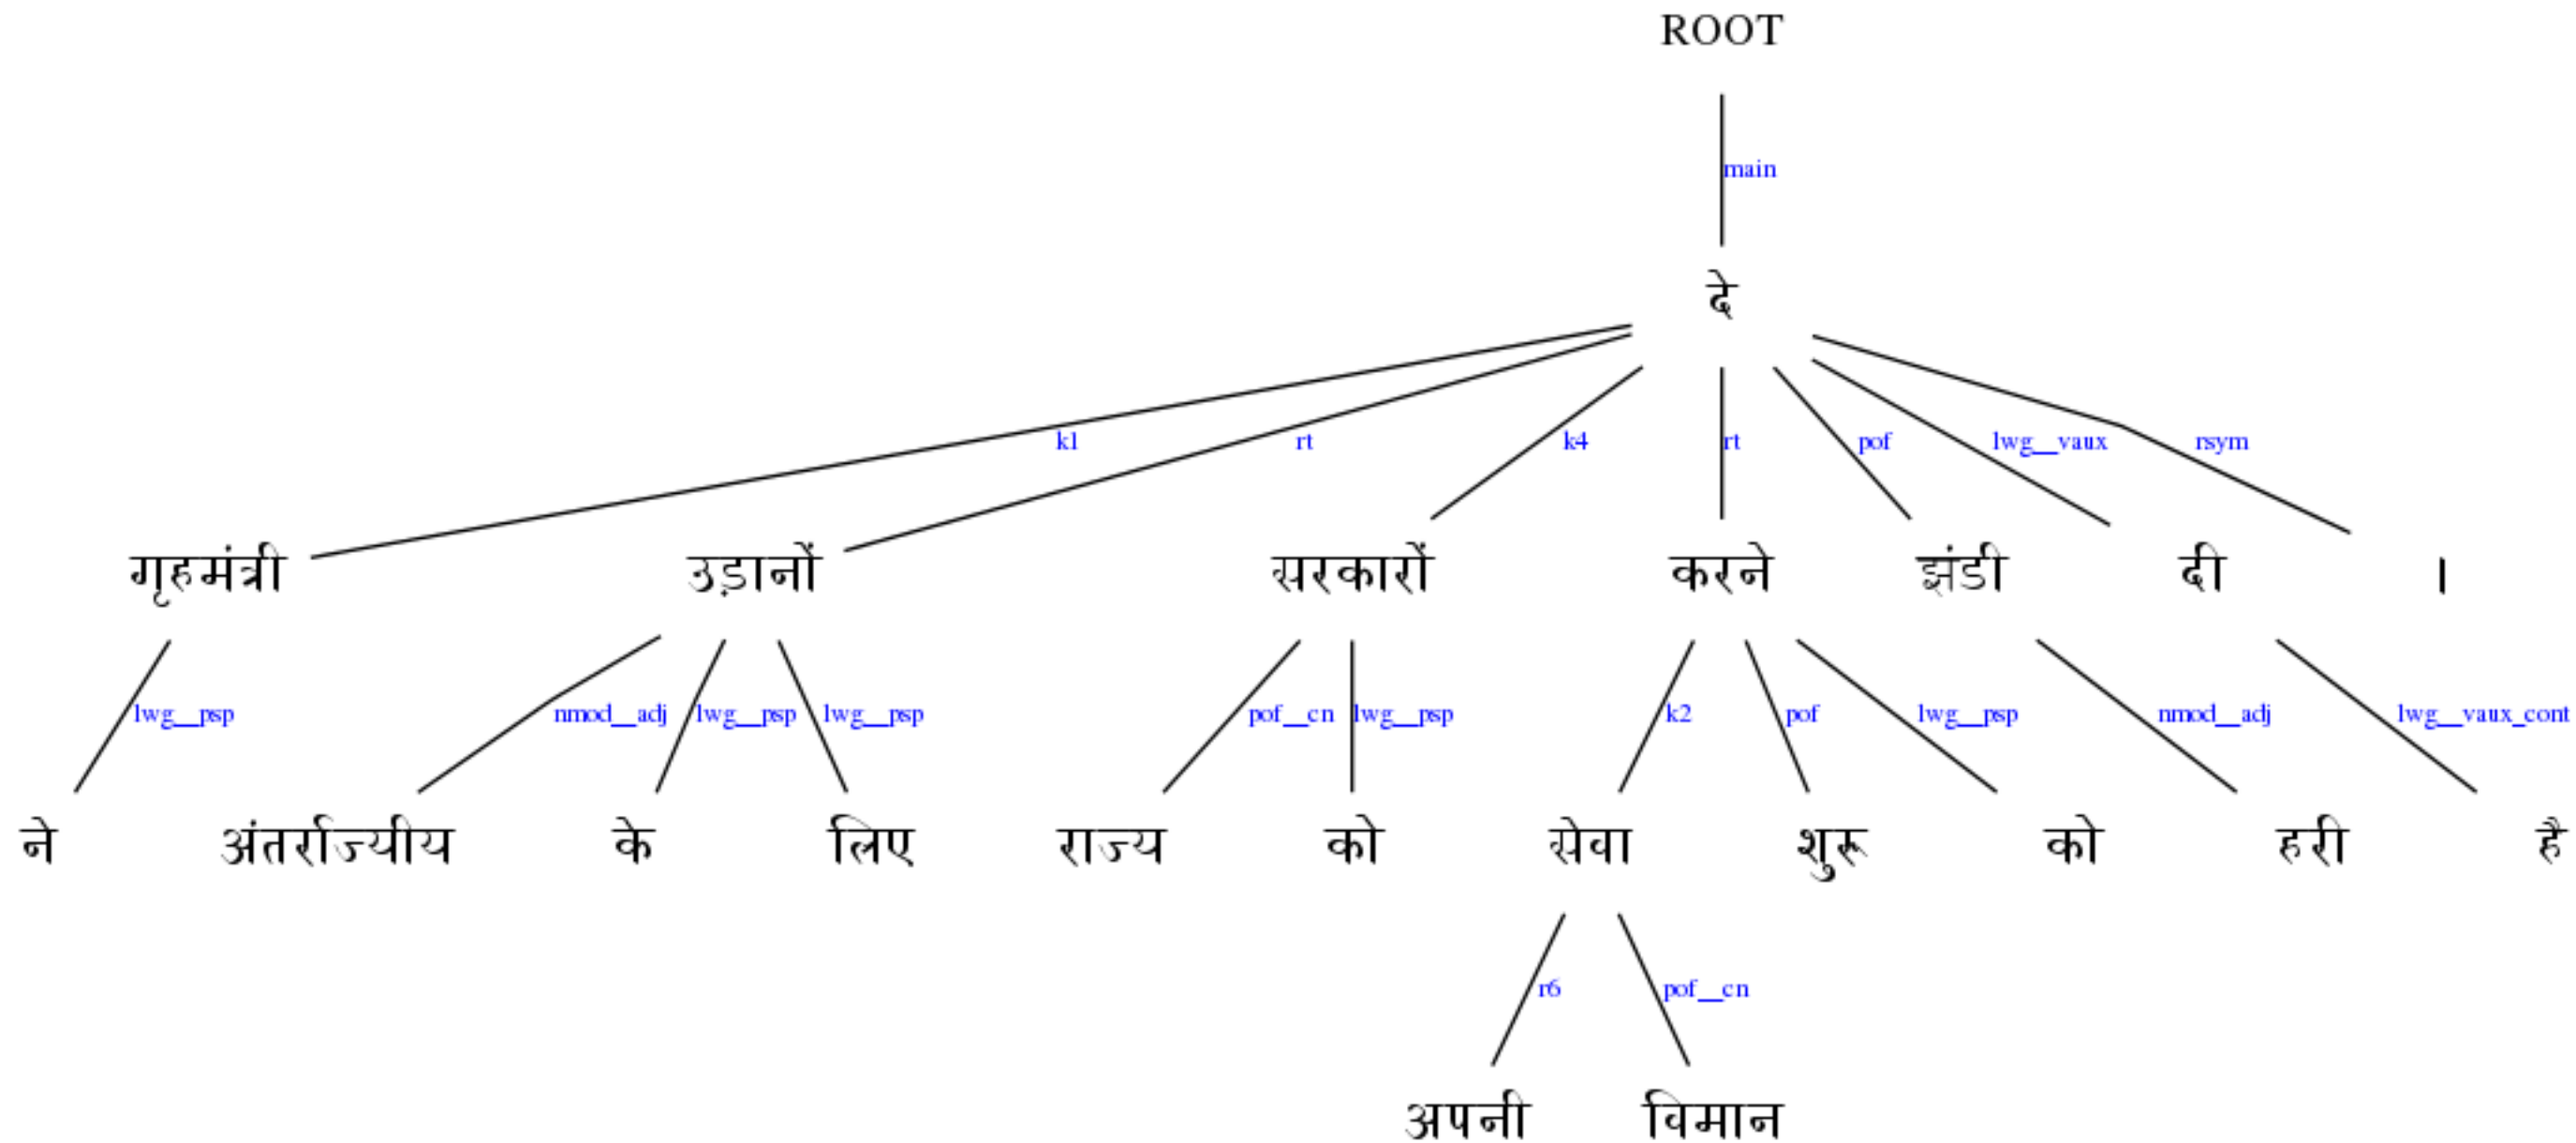 ROOT
main
दे
k1 rt k4 rt pof lwg__vaux rsym
गृहमंत्री उड़ानों सरकारों करने झंडी दी ।
lwg__psp nmod__adj lwg__psp lwg__psp pof__cn lwg__psp k2 pof lwg__psp nmod__adj lwg__vaux_cont
ने अंतर्राज्यीय के लिए राज्य को सेवा शुरू को हरी है
r6 pof__cn
अपनी विमान